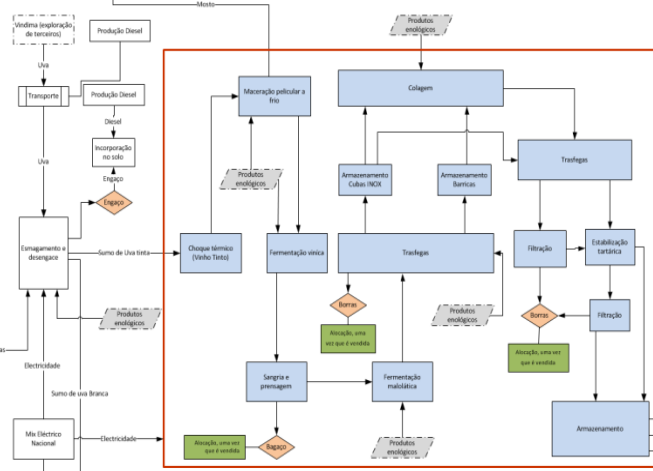 Mosto
Vindima (exploração
de terceiros)
Produção Diesel
Produtos
enológicos
Uva
Transporte
Produção Diesel
Maceração pelicular a
frio
Colagem
Diesel
Incorporação
no solo
Uva
Engaço
Engaço
Produtos
enológicos
Armazenamento
Cubas INOX
Armazenamento
Barricas
Trasfegas
Esmagamento e
desengace
Sumo de Uva tinta
Choque térmico
(Vinho Tinto)
Fermentação vinica
Trasfegas
Filtração
Estabilização
tartárica
Produtos
enológicos
Borras
Produtos
enológicos
Borras
Filtração
Alocação, uma
vez que é vendida
Alocação, uma vez
que é vendida
as
Electricidade
Sumo de uva Branca
Sangria e
prensagem
Fermentação
malolática
Mix Eléctrico
Nacional
Electricidade
Alocação, uma vez
que é vendida
Bagaço
Produtos
enológicos
Armazenamento